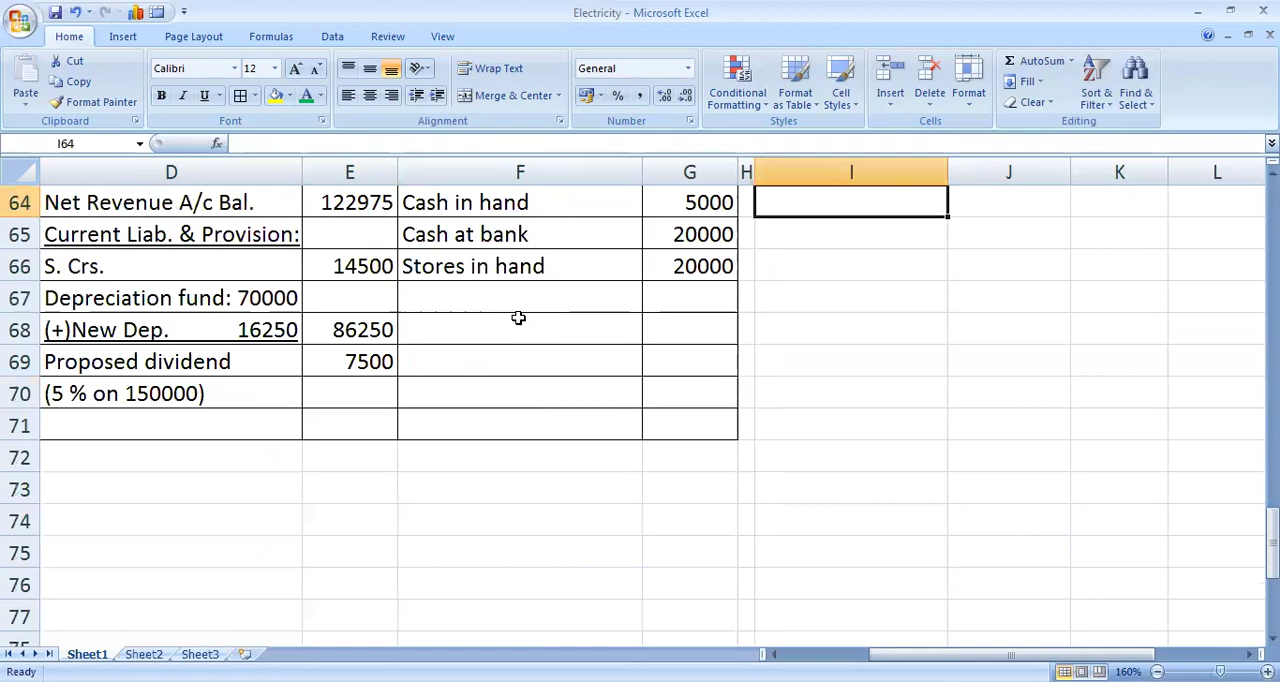 Electricity - Microsoft Excel
Home Insert Page Layout Formulas Data Review View
Paste Cut Copy Format Painter
Calibri 12 A A
B I U A
Wrap Text
Merge & Center
General
% ,
Conditional Formatting Format as Table Cell Styles
Insert Delete Format
Σ AutoSum Fill Clear
Sort & Filter Find & Select
Clipboard Font Alignment Number Styles Cells Editing
I64 fx
D E F G H I J K L
64 Net Revenue A/c Bal. 122975 Cash in hand 5000
65 Current Liab. & Provision: Cash at bank 20000
66 S. Crs. 14500 Stores in hand 20000
67 Depreciation fund: 70000
68 (+)New Dep. 16250 86250
69 Proposed dividend 7500
70 (5 % on 150000)
71
72
73
74
75
76
77
Sheet1 Sheet2 Sheet3
Ready 160%